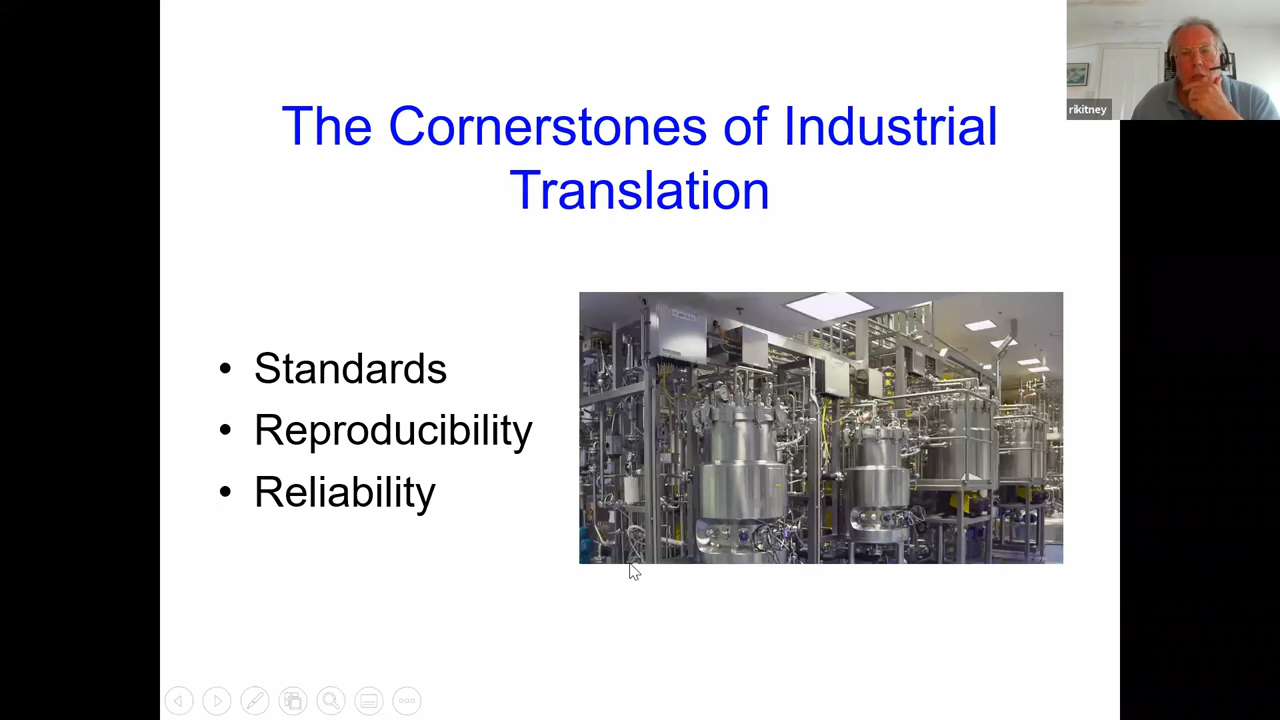 The Cornerstones of Industrial
Translation
• Standards
• Reproducibility
• Reliability
rikitney